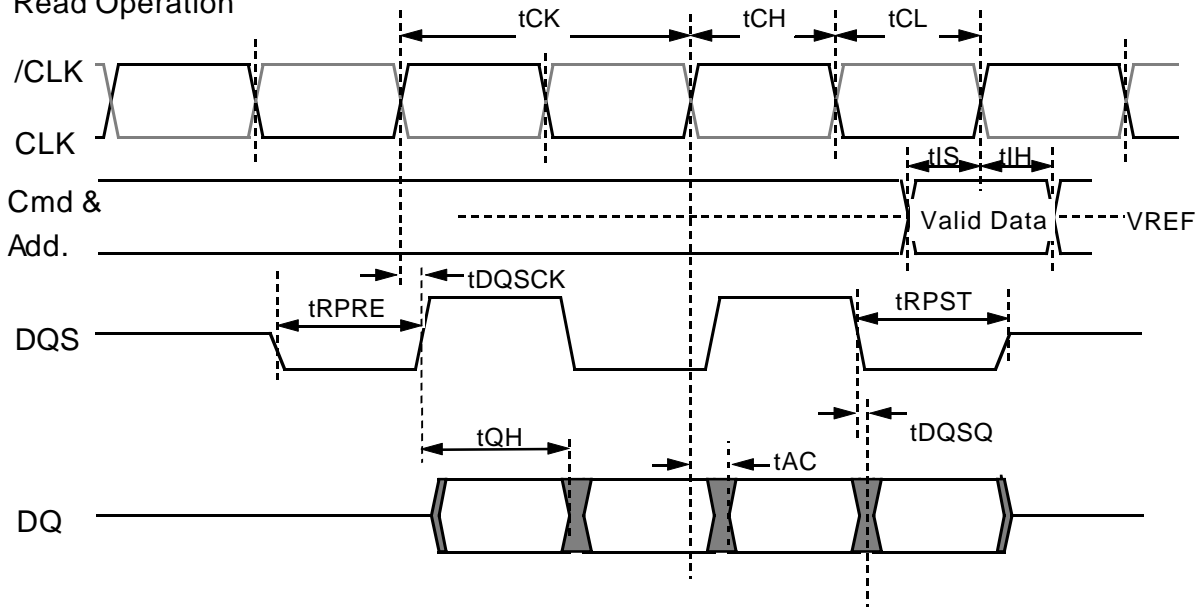 Read Operation
tCK
tCH
tCL
/CLK
CLK
tIS
tIH
Cmd &
Add.
Valid Data
VREF
tDQSCK
tRPRE
tRPST
DQS
tDQSQ
tQH
tAC
DQ